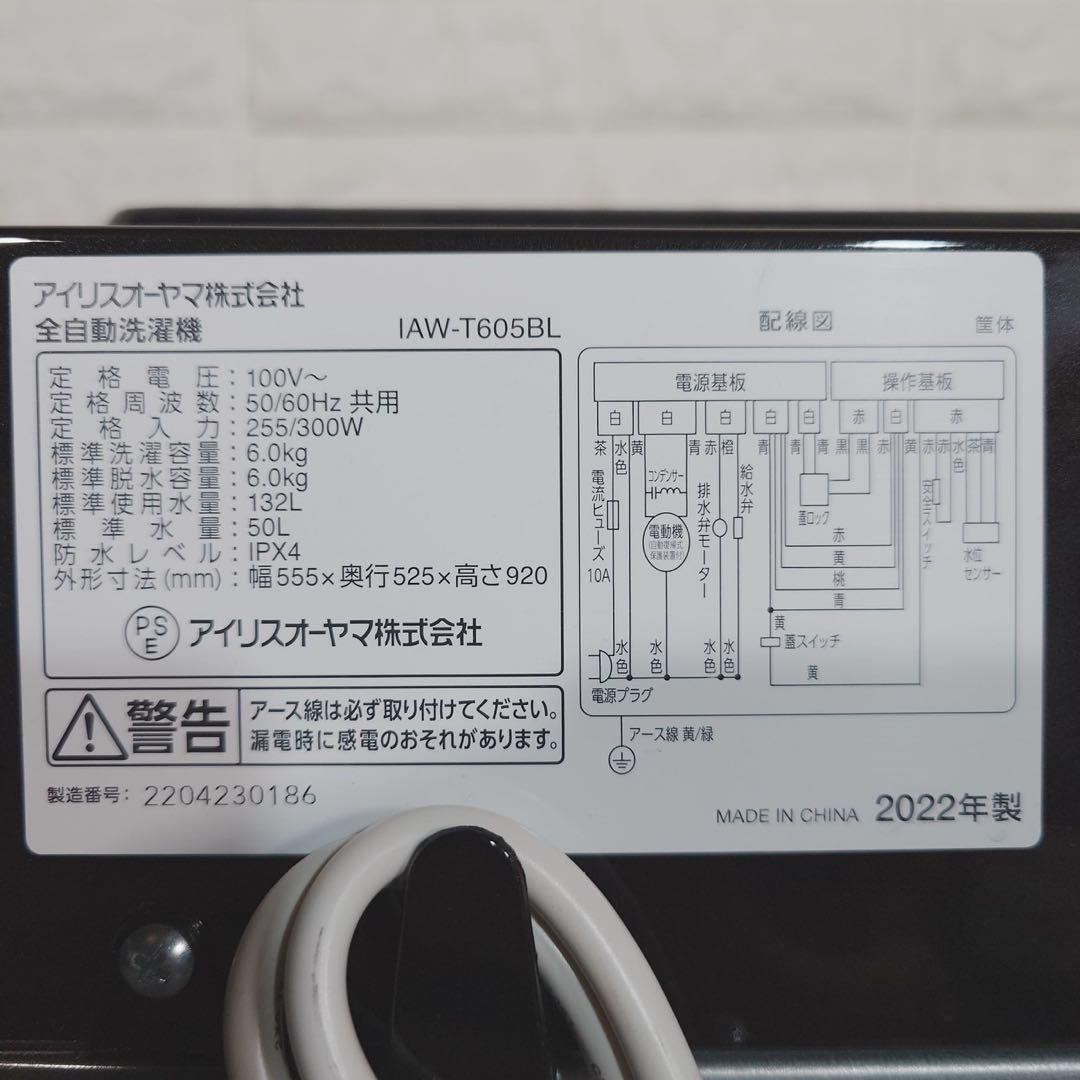 アイリスオーヤマ株式会社
全自動洗濯機 IAW-T605BL
定格電圧:100V～
定格周波数:50/60Hz 共用
定格入力:255/300W
標準洗濯容量:6.0kg
標準脱水容量:6.0kg
標準使用水量:132L
標準水量:50L
防水レベル:IPX4
外形寸法(mm):幅555×奥行525×高さ920
PS
E
アイリスオーヤマ株式会社
警告
アース線は必ず取り付けてください。
漏電時に感電のおそれがあります。
製造番号: 2204230186
配線図 筐体
電源基板 操作基板
白 白 白 白 白 赤 白 赤
茶 水色 黄 青 赤 橙 青 青 青 黒 黒 赤 黄 赤 赤 水色 茶 青
電流ヒューズ
10A
コンデンサー
電動機
(自動復帰式
保護装置付)
排水弁モーター
給水弁
蓋ロック
安全スイッチ
水位
センサー
赤
黄
桃
青
黄
蓋スイッチ
黄
水色 水色 水色 水色
電源プラグ
アース線 黄/緑
MADE IN CHINA 2022年製